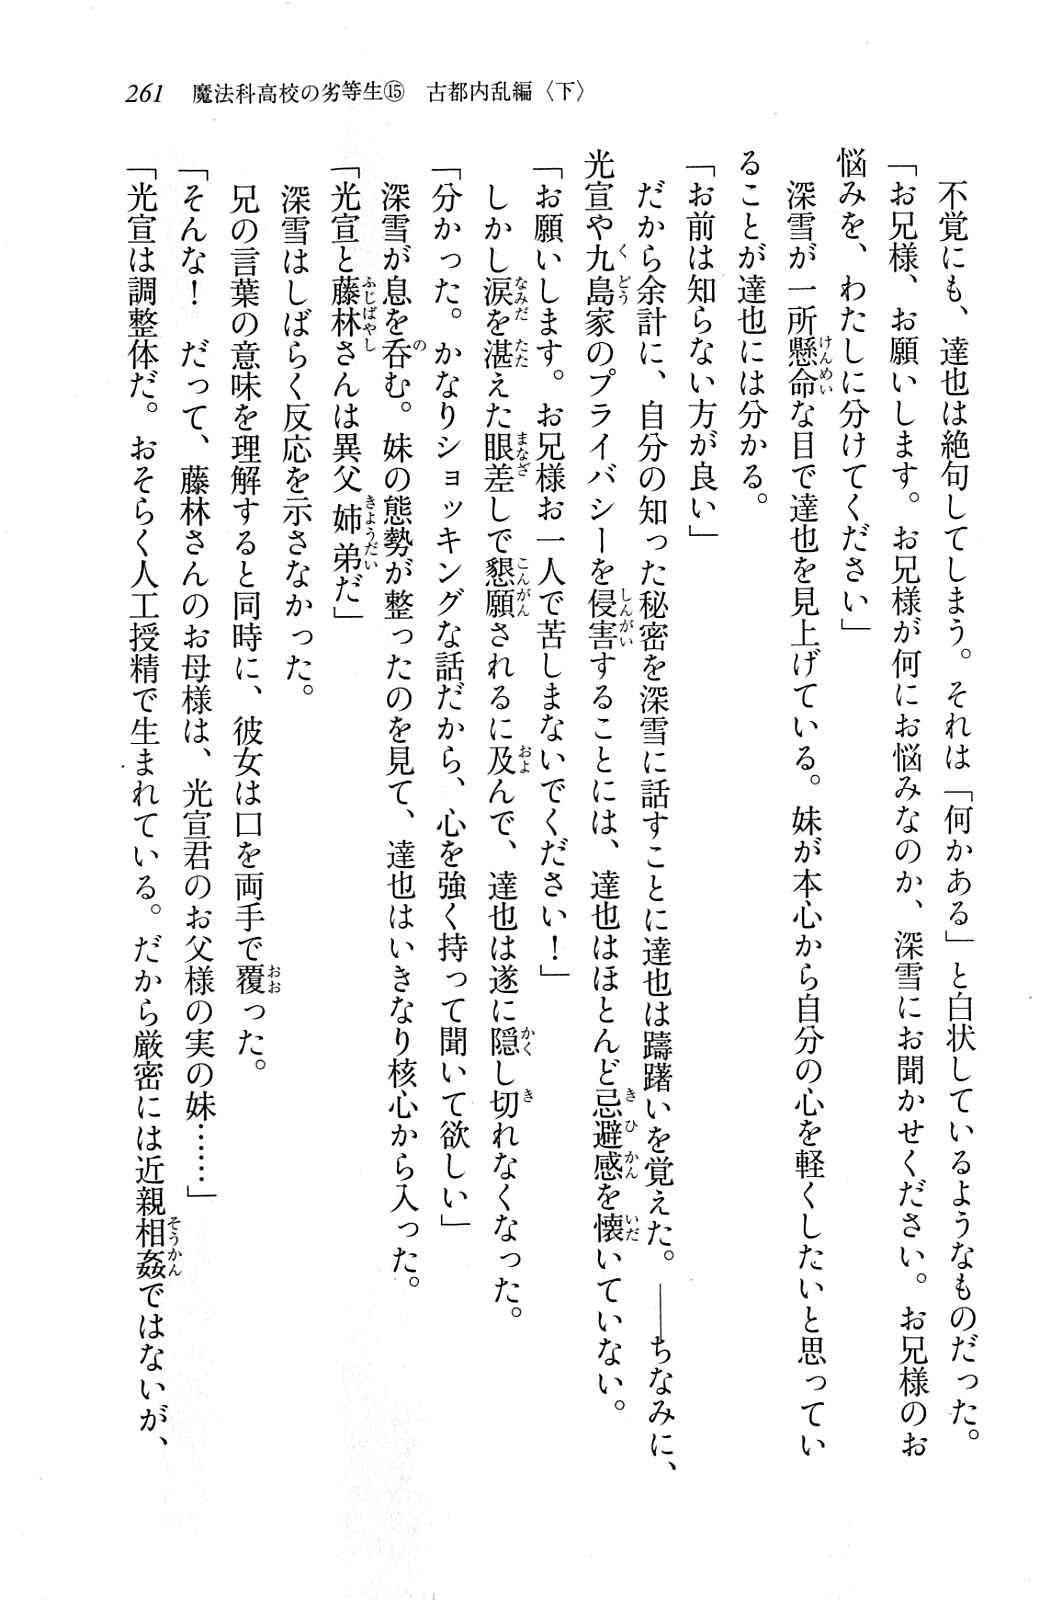 261 魔法科高校の劣等生⑮ 古都内乱編〈下〉
不覚にも、達也は絶句してしまう。それは「何かある」と白状しているようなものだった。
「お兄様、お願いします。お兄様が何にお悩みなのか、深雪にお聞かせください。お兄様のお
悩みを、わたしに分けてください」
深雪が一所懸命な目で達也を見上げている。妹が本心から自分の心を軽くしたいと思ってい
ることが達也には分かる。
「お前は知らない方が良い」
だから余計に、自分の知った秘密を深雪に話すことに達也は躊躇いを覚えた。――ちなみに、
光宣や九島家のプライバシーを侵害することには、達也はほとんど忌避感を懐いていない。
「お願いします。お兄様お一人で苦しまないでください！」
しかし涙を湛えた眼差しで懇願されるに及んで、達也は遂に隠し切れなくなった。
「分かった。かなりショッキングな話だから、心を強く持って聞いて欲しい」
深雪が息を呑む。妹の態勢が整ったのを見て、達也はいきなり核心から入った。
「光宣と藤林さんは異父姉弟だ」
深雪はしばらく反応を示さなかった。
兄の言葉の意味を理解すると同時に、彼女は口を両手で覆った。
「そんな！　だって、藤林さんのお母様は、光宣君のお父様の実の妹……」
「光宣は調整体だ。おそらく人工授精で生まれている。だから厳密には近親相姦ではないが、